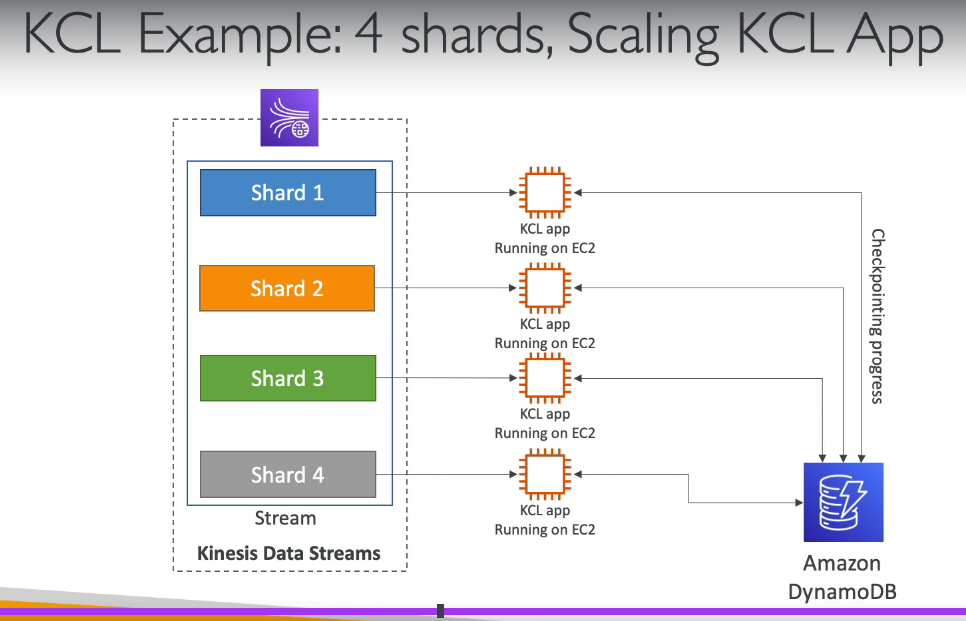 KCL Example: 4 shards, Scaling KCL App
Shard 1
KCL app
Running on EC2
Shard 2
KCL app
Running on EC2
Shard 3
KCL app
Running on EC2
Shard 4
KCL app
Running on EC2
Stream
Kinesis Data Streams
Checkpointing progress
Amazon
DynamoDB